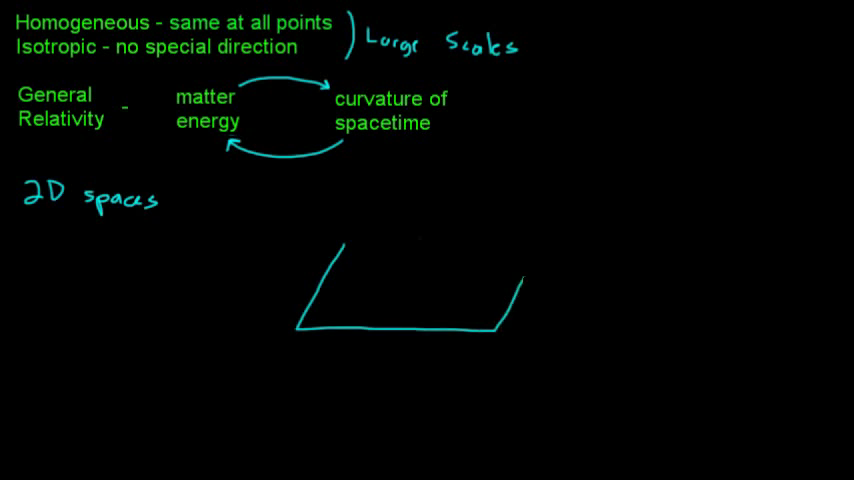 Homogeneous - same at all points
Isotropic - no special direction
Large Scales
General Relativity -
matter energy
curvature of spacetime
2D spaces